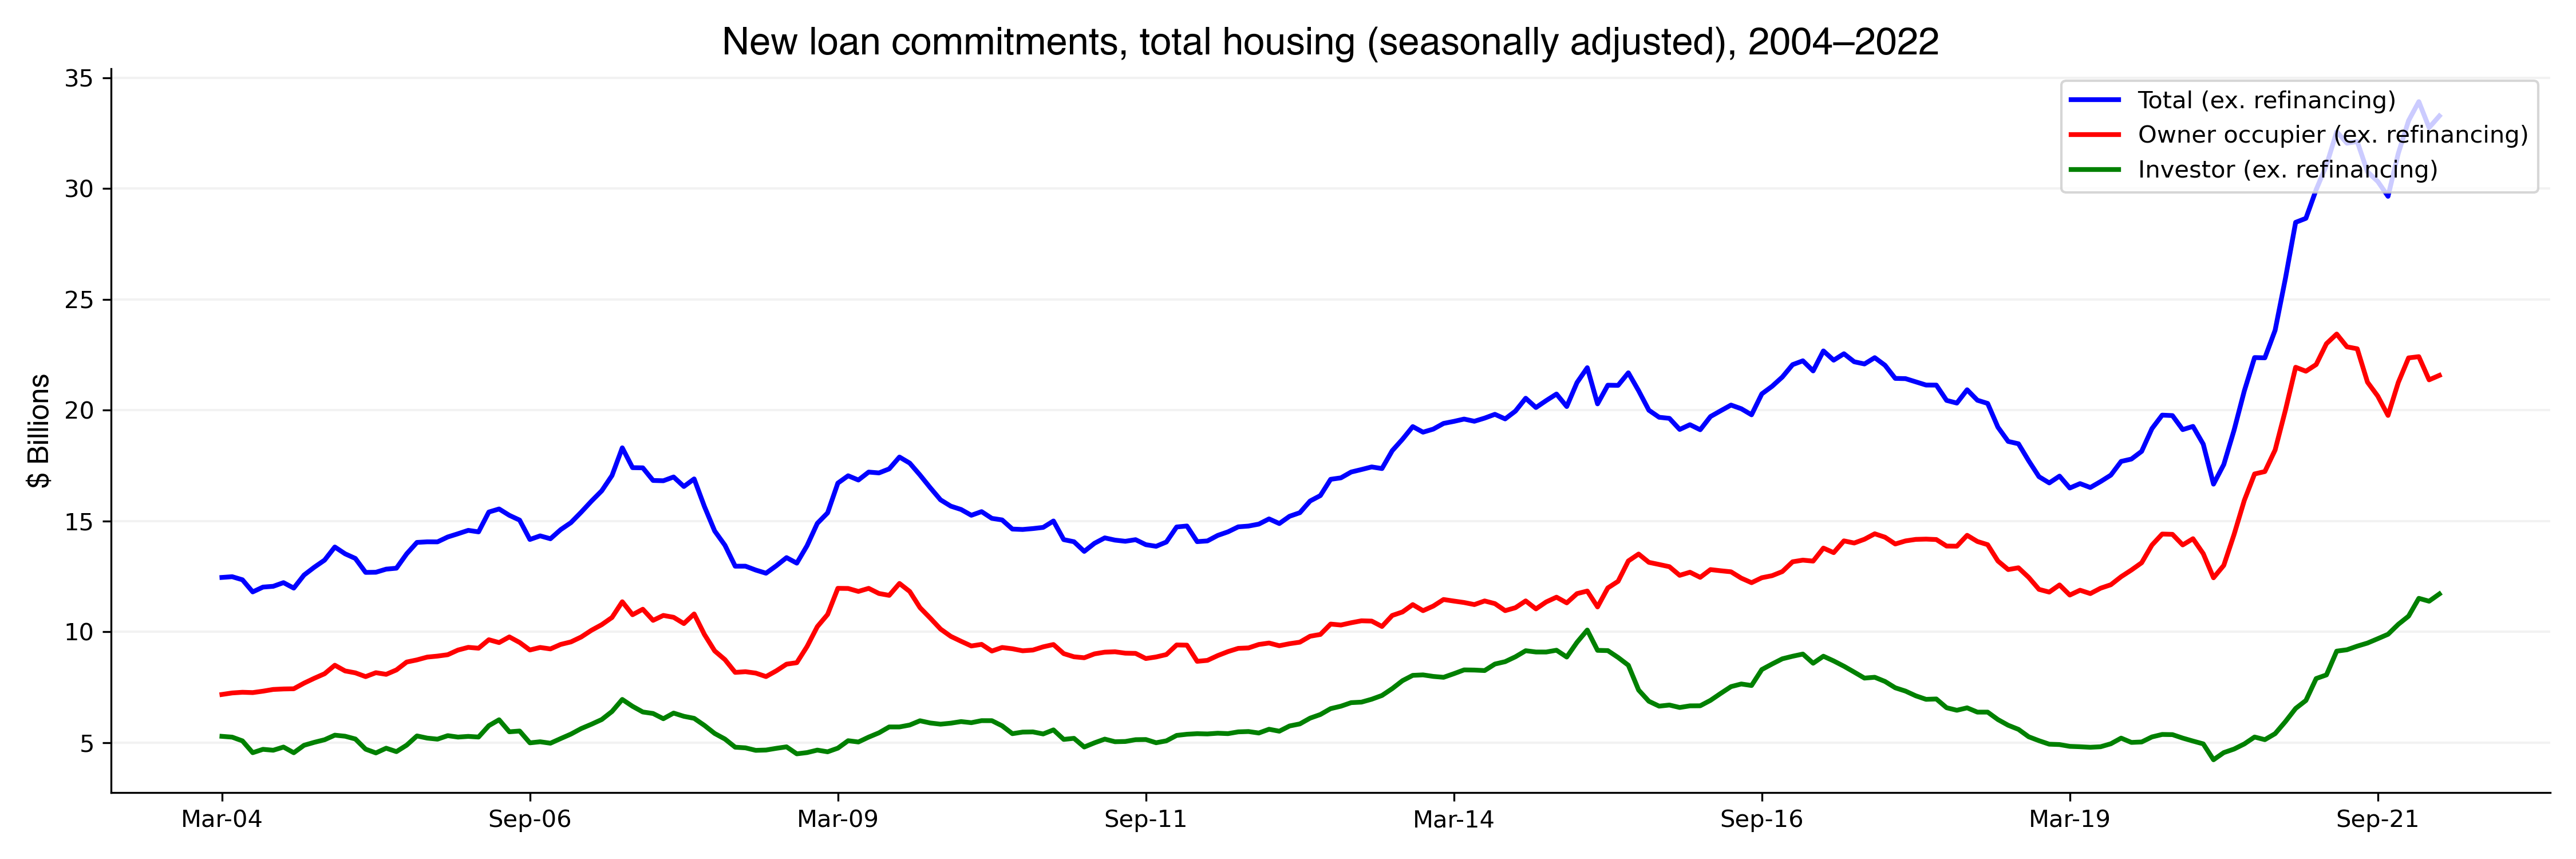 New loan commitments, total housing (seasonally adjusted), 2004–2022
35
30
25
20
15
10
5
$ Billions
Total (ex. refinancing)
Owner occupier (ex. refinancing)
Investor (ex. refinancing)
Mar-04
Sep-06
Mar-09
Sep-11
Mar-14
Sep-16
Mar-19
Sep-21